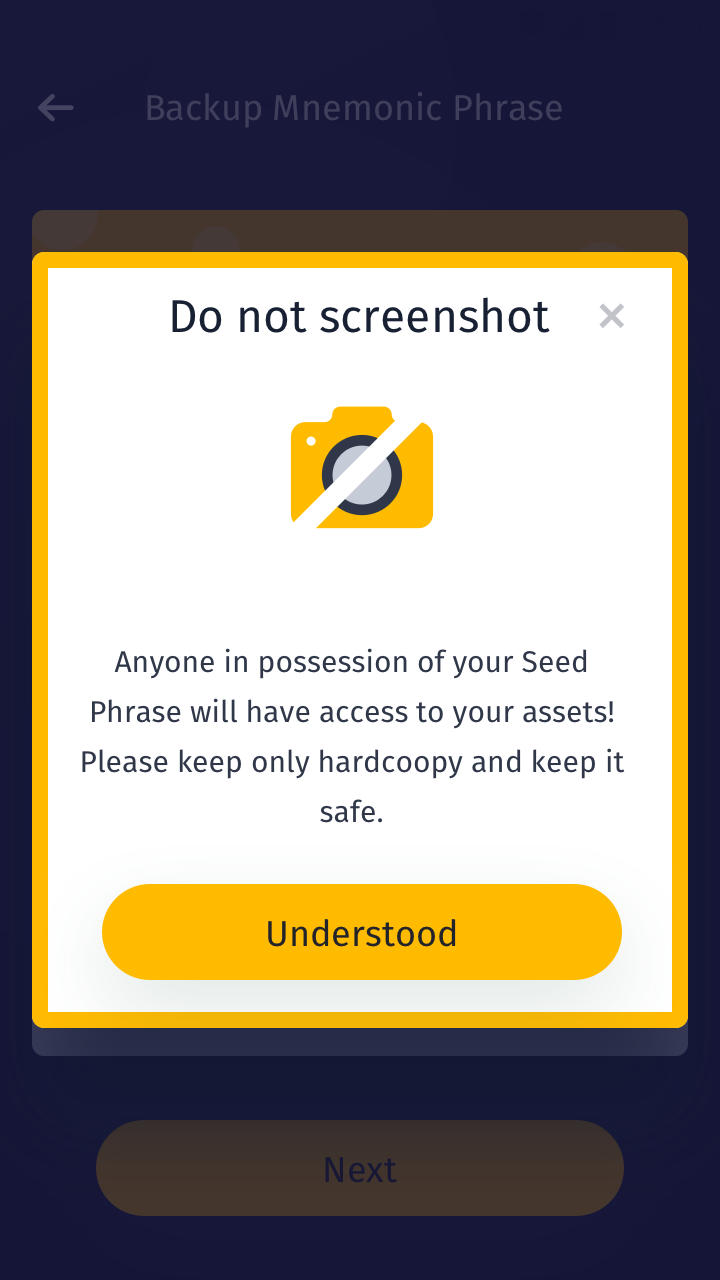 Backup Mnemonic Phrase
Do not screenshot
Anyone in possession of your Seed
Phrase will have access to your assets!
Please keep only hardcoopy and keep it
safe.
Understood
Next